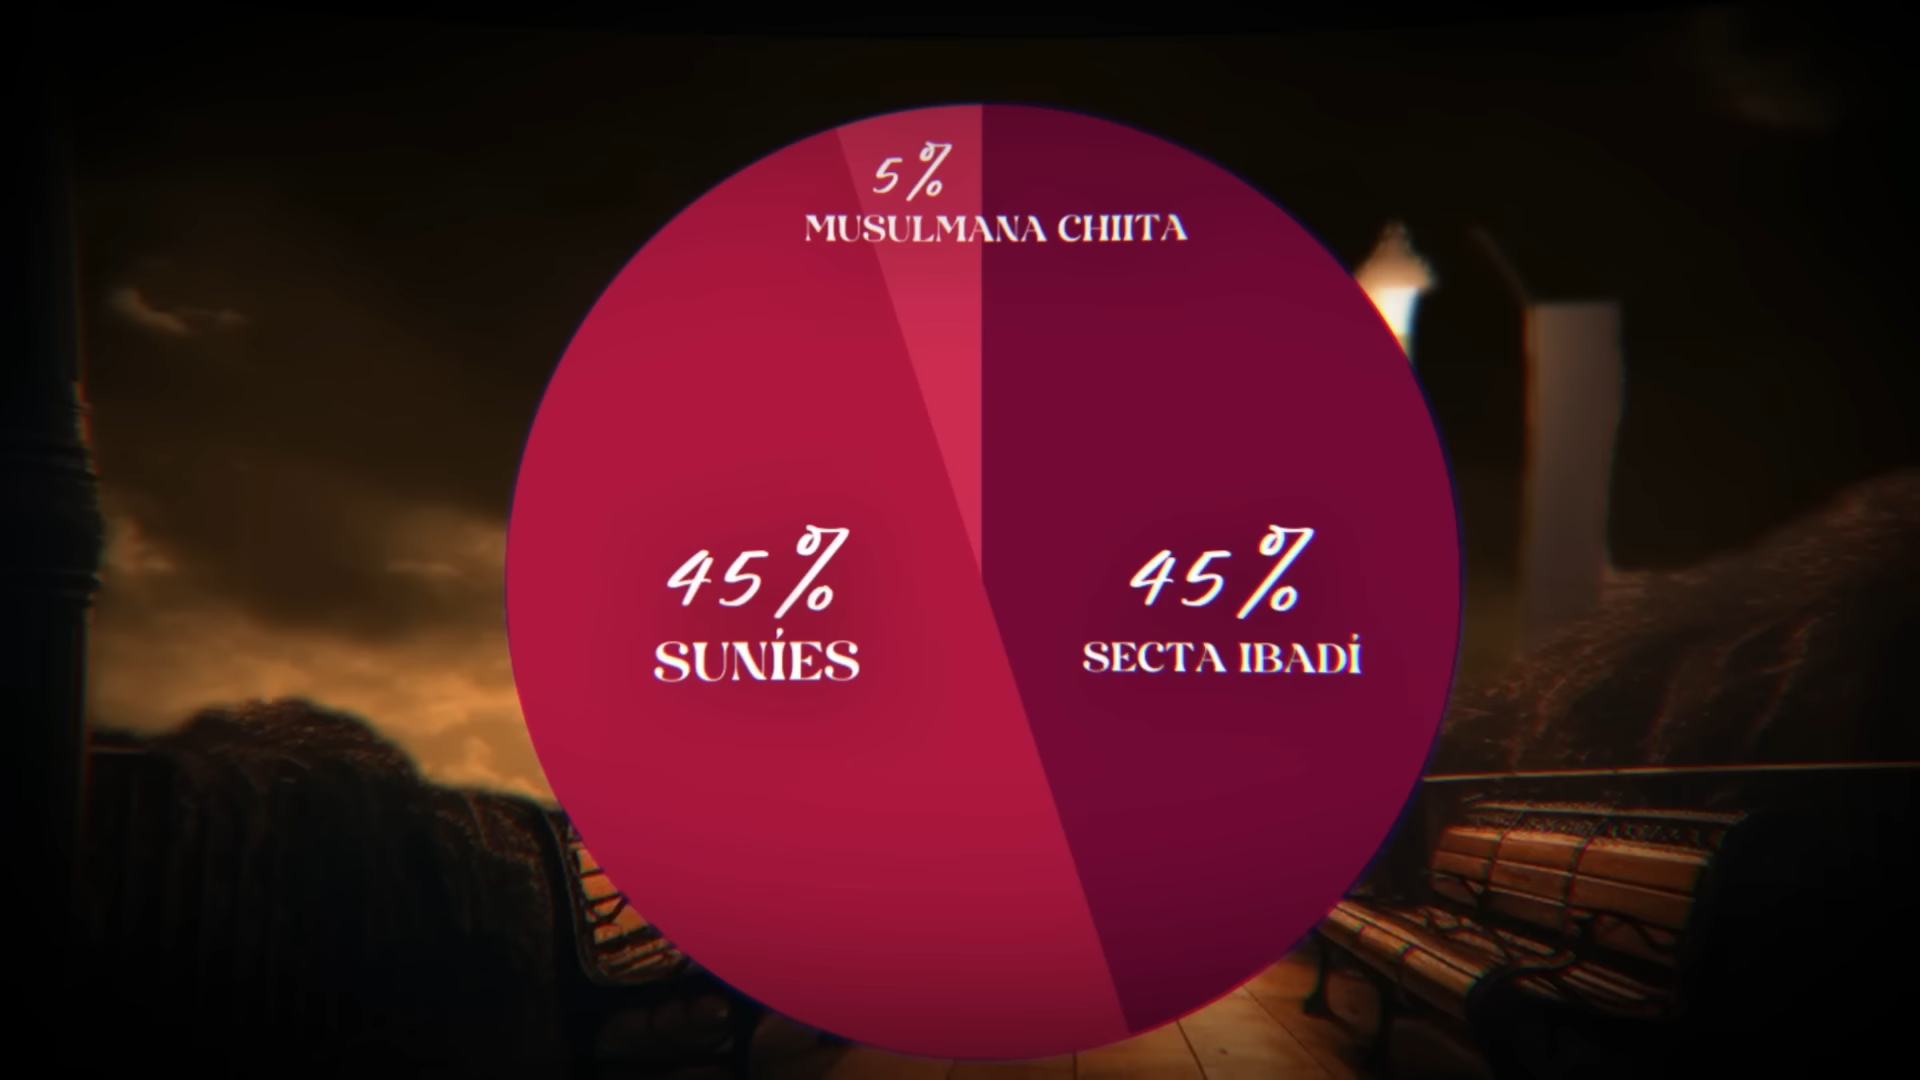 5%
MUSULMANA CHIITA
45%
SUNÍES
45%
SECTA IBADÍ